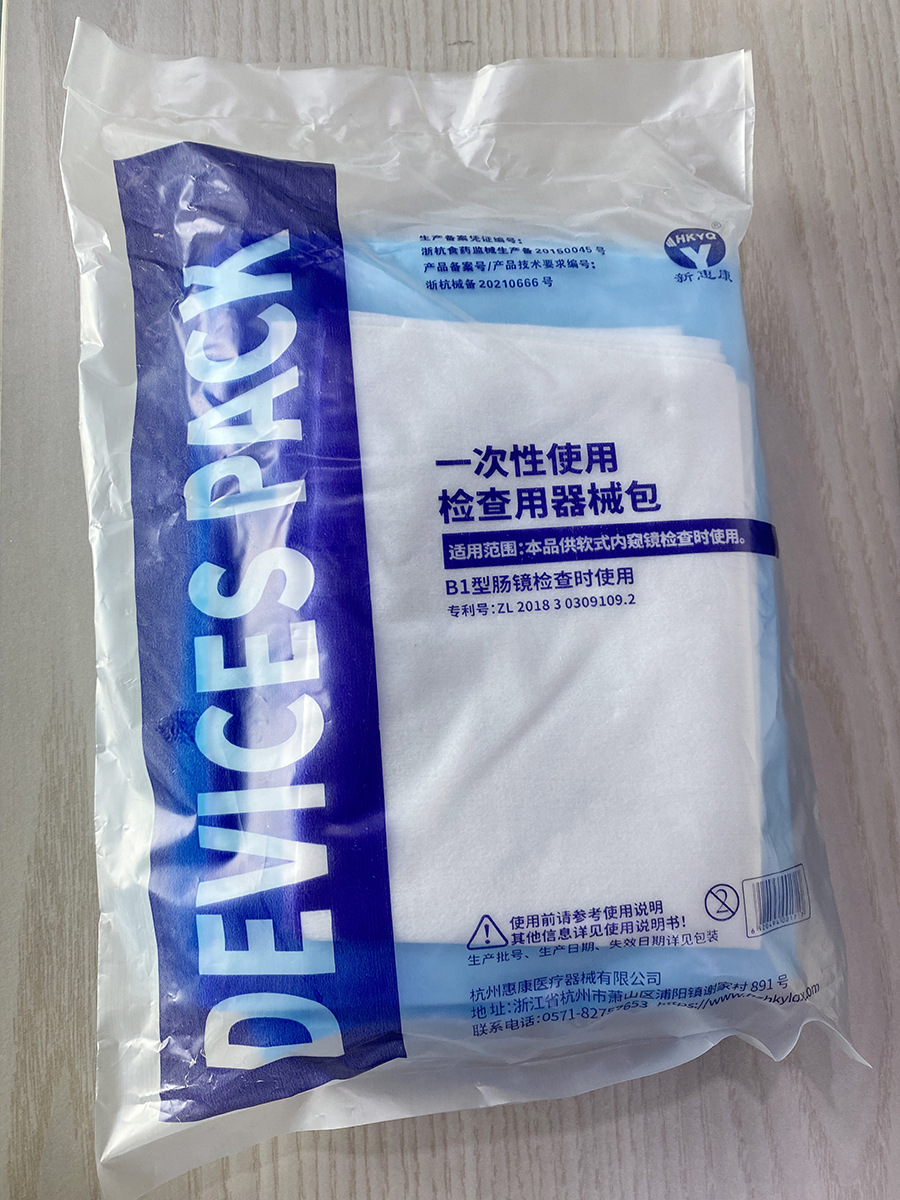 DEVICES PACK
生产备案凭证编号:
浙杭食药监械生产备20150045号
产品备案号/产品技术要求编号:
浙杭械备20210666号
HKYQ
®
新惠康
一次性使用
检查用器械包
适用范围:本品供软式内窥镜检查时使用。
B1型肠镜检查时使用
专利号:ZL 2018 3 0309109.2
使用前请参考使用说明
其他信息详见使用说明书!
生产批号、生产日期、失效日期详见包装
2
杭州惠康医疗器械有限公司
地址:浙江省杭州市萧山区浦阳镇谢家村891号
联系电话:0571-82757653